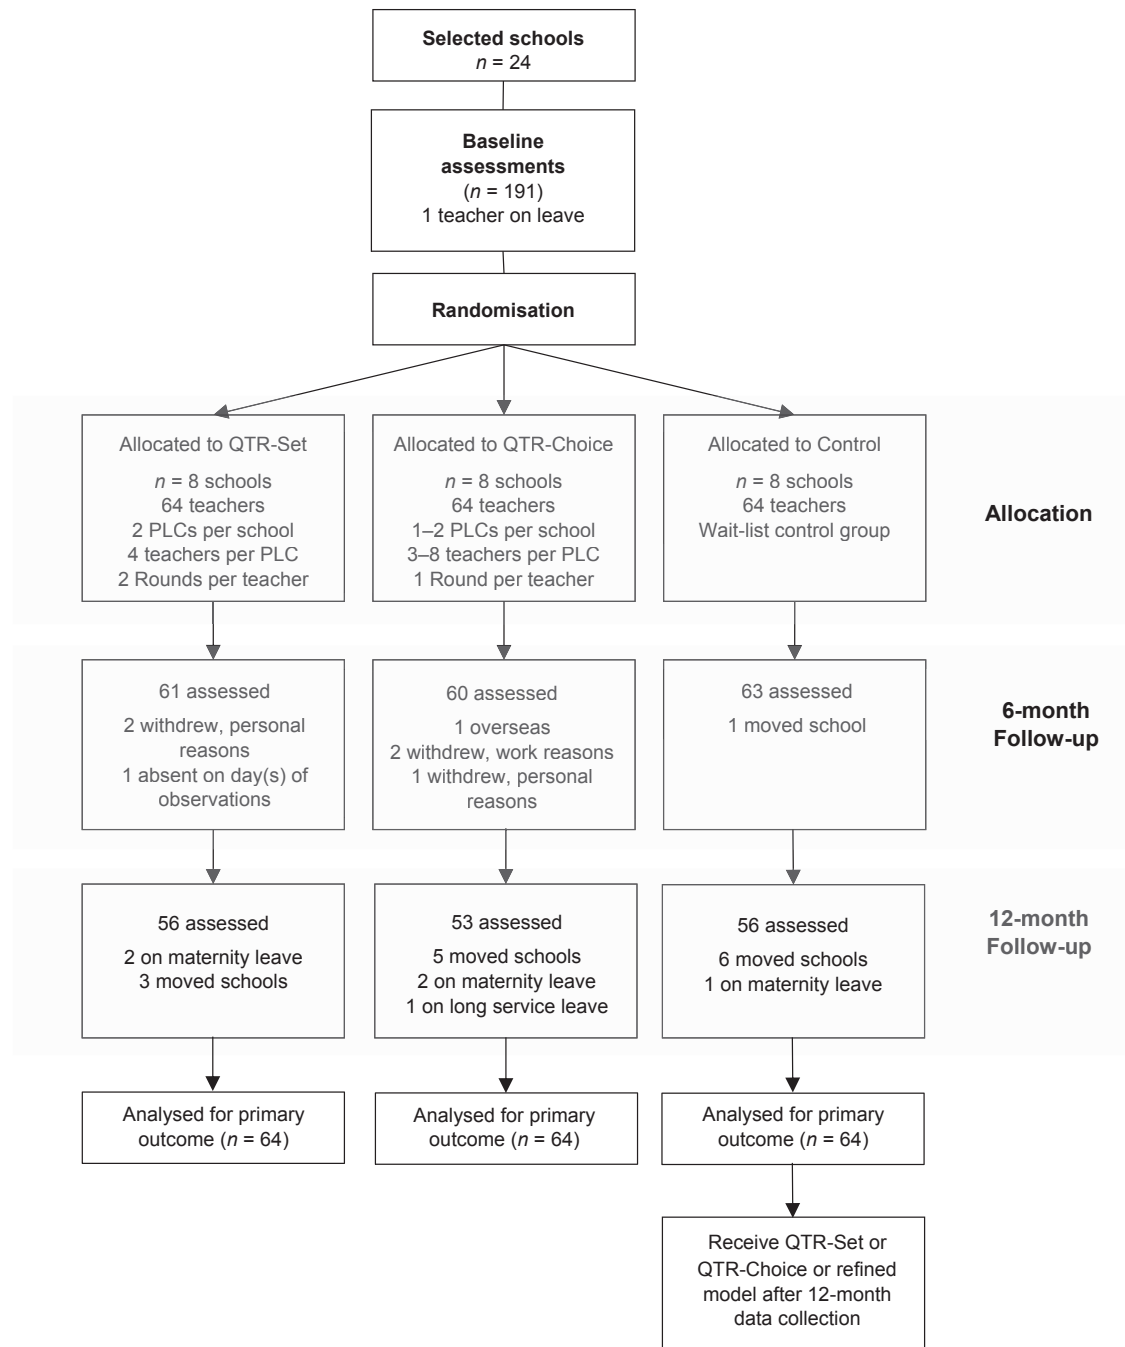 Selected schools
n = 24
Baseline
assessments
(n = 191)
1 teacher on leave
Randomisation
Allocated to QTR-Set
n = 8 schools
64 teachers
2 PLCs per school
4 teachers per PLC
2 Rounds per teacher
Allocated to QTR-Choice
n = 8 schools
64 teachers
1–2 PLCs per school
3–8 teachers per PLC
1 Round per teacher
Allocated to Control
n = 8 schools
64 teachers
Wait-list control group
Allocation
61 assessed
2 withdrew, personal
reasons
1 absent on day(s) of
observations
60 assessed
1 overseas
2 withdrew, work reasons
1 withdrew, personal
reasons
63 assessed
1 moved school
6-month
Follow-up
56 assessed
2 on maternity leave
3 moved schools
53 assessed
5 moved schools
2 on maternity leave
1 on long service leave
56 assessed
6 moved schools
1 on maternity leave
12-month
Follow-up
Analysed for primary
outcome (n = 64)
Analysed for primary
outcome (n = 64)
Analysed for primary
outcome (n = 64)
Receive QTR-Set or
QTR-Choice or refined
model after 12-month
data collection